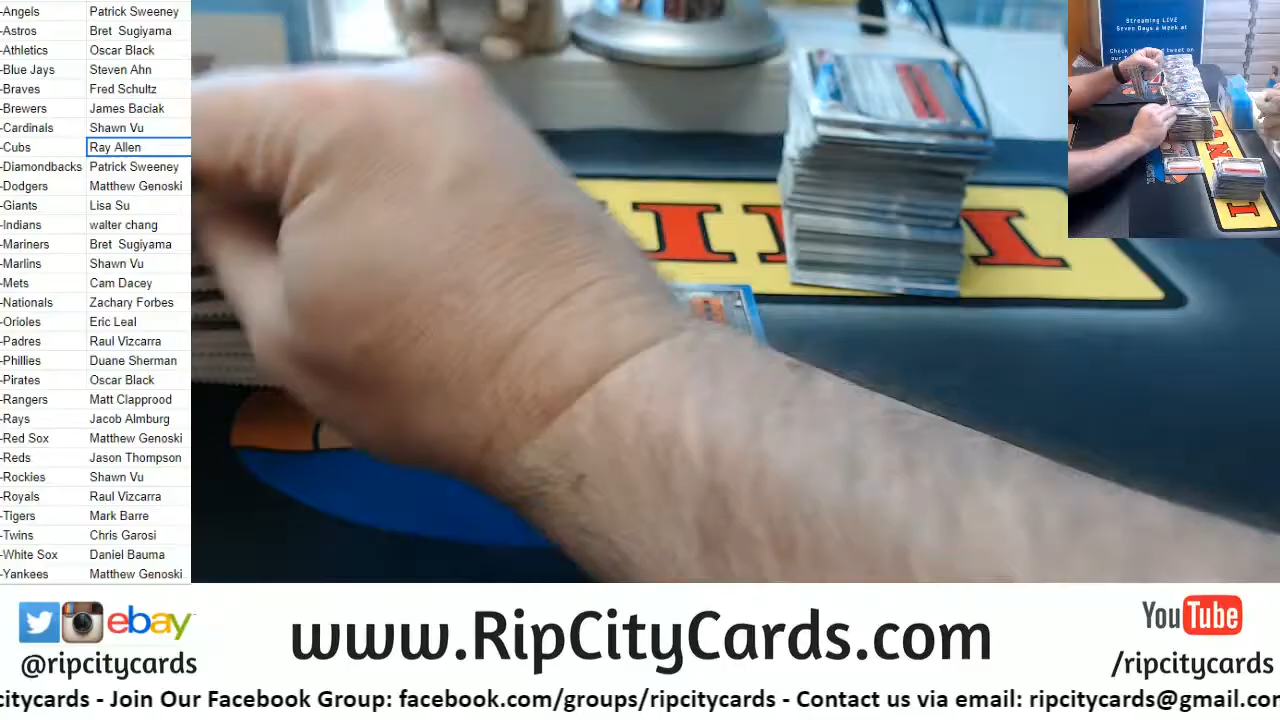 -Angels Patrick Sweeney
-Astros Bret Sugiyama
-Athletics Oscar Black
-Blue Jays Steven Ahn
-Braves Fred Schultz
-Brewers James Baciak
-Cardinals Shawn Vu
-Cubs Ray Allen
-Diamondbacks Patrick Sweeney
-Dodgers Matthew Genoski
-Giants Lisa Su
-Indians walter chang
-Mariners Bret Sugiyama
-Marlins Shawn Vu
-Mets Cam Dacey
-Nationals Zachary Forbes
-Orioles Eric Leal
-Padres Raul Vizcarra
-Phillies Duane Sherman
-Pirates Oscar Black
-Rangers Matt Clapprood
-Rays Jacob Almburg
-Red Sox Matthew Genoski
-Reds Jason Thompson
-Rockies Shawn Vu
-Royals Raul Vizcarra
-Tigers Mark Barre
-Twins Chris Garosi
-White Sox Daniel Bauma
-Yankees Matthew Genoski
Streaming LIVE
Seven Days a Week at
ebay
@ripcitycards
www.RipCityCards.com
YouTube
/ripcitycards
citycards - Join Our Facebook Group: facebook.com/groups/ripcitycards - Contact us via email: ripcitycards@gmail.co